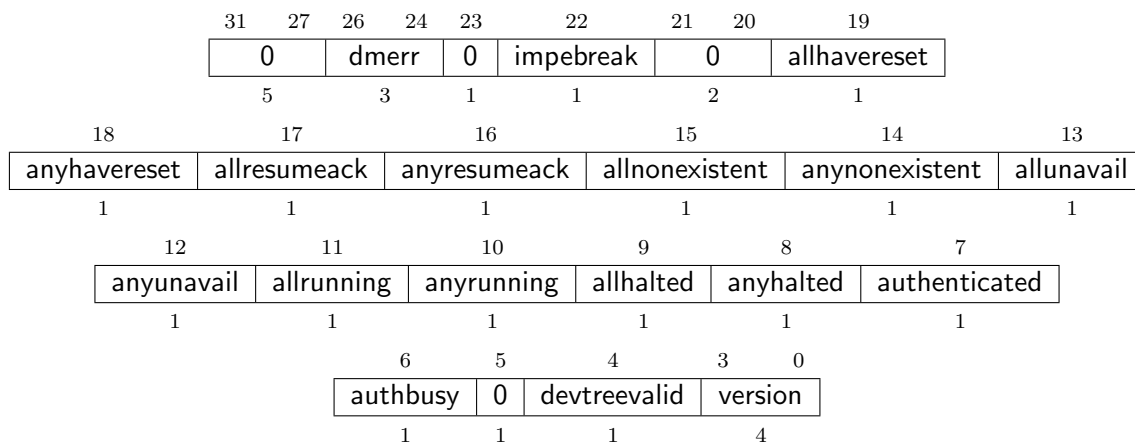 31 27 26 24 23 22 21 20 19
0 dmerr 0 impebreak 0 allhavereset
5 3 1 1 2 1
18 17 16 15 14 13
anyhavereset allresumeack anyresumeack allnonexistent anynonexistent allunavail
1 1 1 1 1 1
12 11 10 9 8 7
anyunavail allrunning anyrunning allhalted anyhalted authenticated
1 1 1 1 1 1
6 5 4 3 0
authbusy 0 devtreevalid version
1 1 1 4